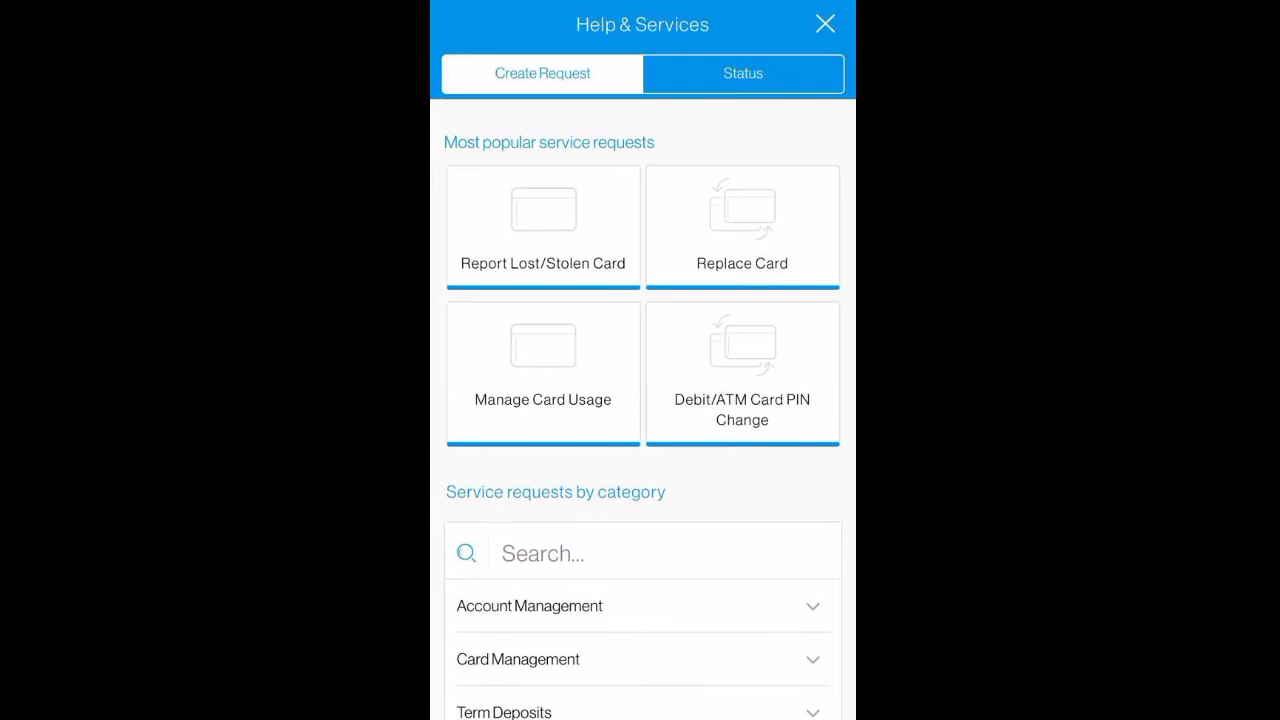 Help & Services
Create Request
Status
Most popular service requests
Report Lost/Stolen Card
Replace Card
Manage Card Usage
Debit/ATM Card PIN
Change
Service requests by category
Search...
Account Management
Card Management
Term Deposits